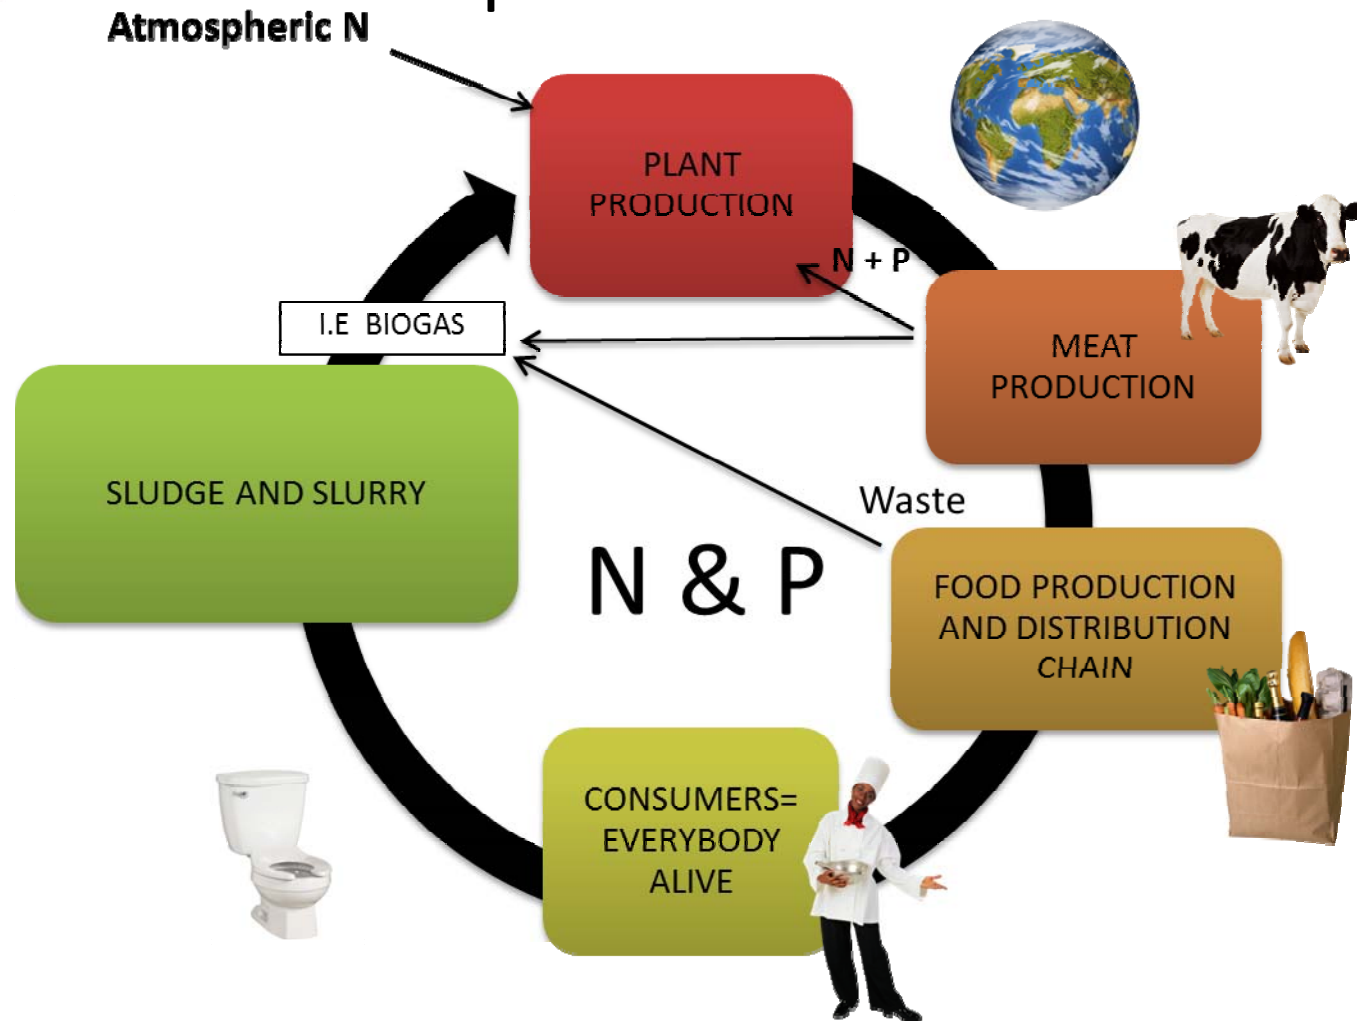 Atmospheric N
PLANT
PRODUCTION
N + P
I.E  BIOGAS
MEAT
PRODUCTION
SLUDGE AND SLURRY
Waste
N & P
FOOD PRODUCTION
AND DISTRIBUTION
CHAIN
CONSUMERS=
EVERYBODY
ALIVE